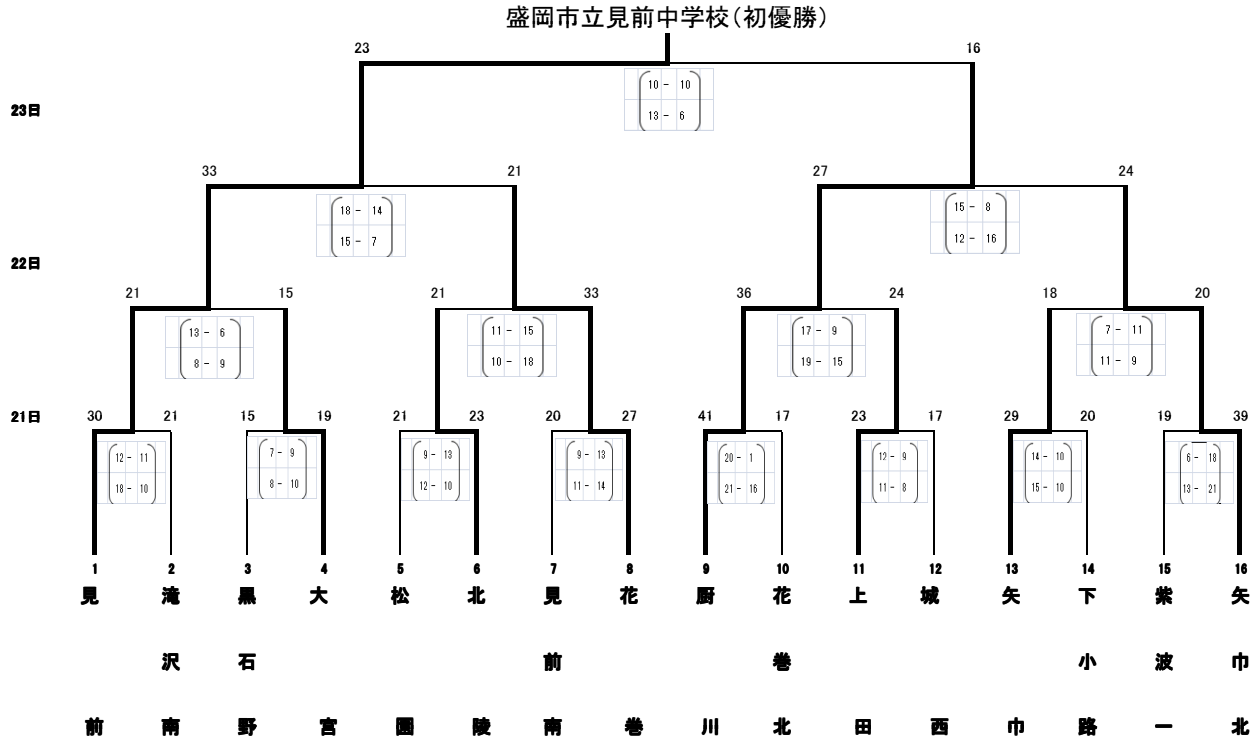 盛岡市立見前中学校（初優勝）
23 16
10 - 10
23日
13 - 6
33 21 27 24
18 - 14 15 - 8
15 - 7 12 - 16
22日
21 15 21 33 36 24 18 20
13 - 6 11 - 15 17 - 9 7 - 11
8 - 9 10 - 18 19 - 15 11 - 9
21日
30 21 15 19 21 23 20 27 41 17 23 17 29 20 19 39
12 - 11 7 - 9 9 - 13 9 - 13 20 - 1 12 - 9 14 - 10 6 - 18
18 - 10 8 - 10 12 - 10 11 - 14 21 - 16 11 - 8 15 - 10 13 - 21
1 2 3 4 5 6 7 8 9 10 11 12 13 14 15 16
見前
滝沢南
黒石野
大宮
松園
北陵
見前南
花巻
厨川
花巻北
上田
城西
矢巾
下小路
紫波一
矢巾北